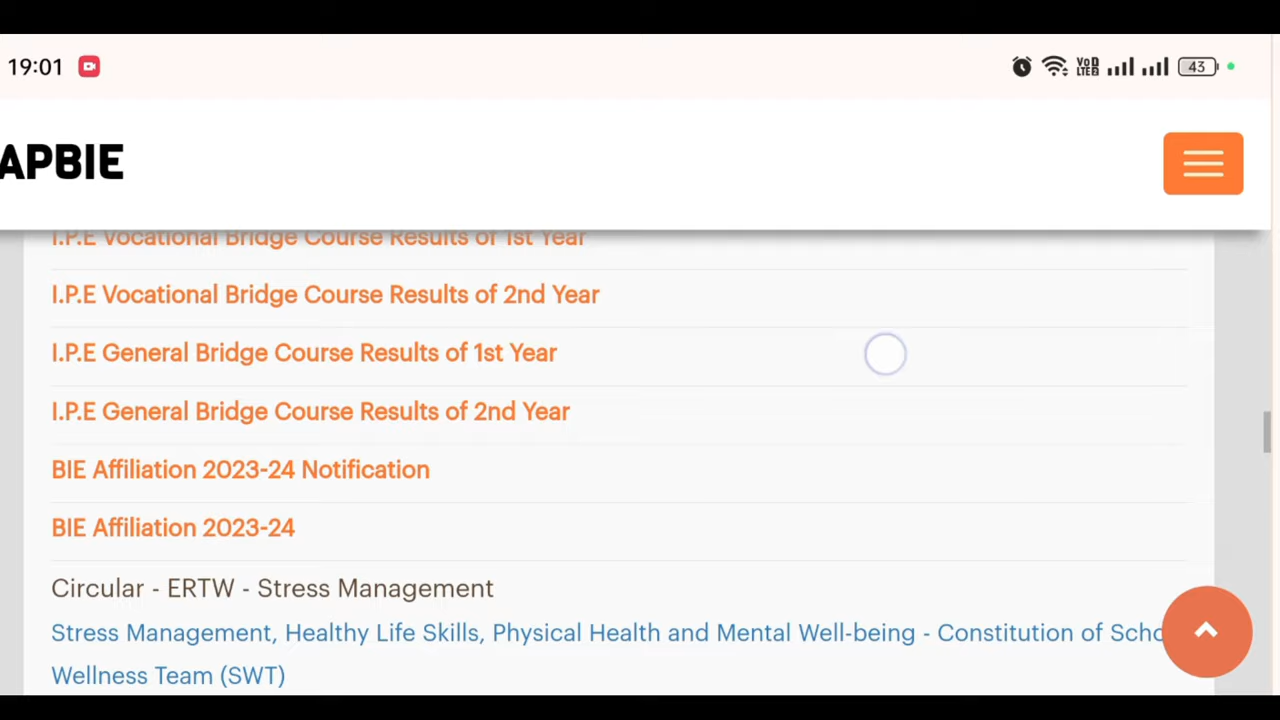 19:01
VoD LTE2 43
APBIE
I.P.E Vocational Bridge Course Results of 1st Year
I.P.E Vocational Bridge Course Results of 2nd Year
I.P.E General Bridge Course Results of 1st Year
I.P.E General Bridge Course Results of 2nd Year
BIE Affiliation 2023-24 Notification
BIE Affiliation 2023-24
Circular - ERTW - Stress Management
Stress Management, Healthy Life Skills, Physical Health and Mental Well-being - Constitution of Scho
Wellness Team (SWT)